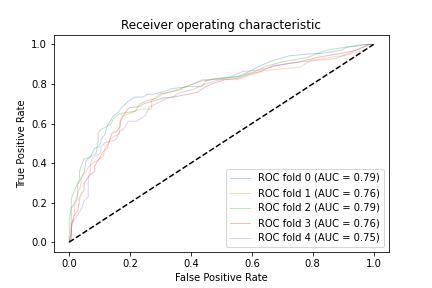 Receiver operating characteristic
True Positive Rate
1.0
0.8
0.6
0.4
0.2
0.0
ROC fold 0 (AUC = 0.79)
ROC fold 1 (AUC = 0.76)
ROC fold 2 (AUC = 0.79)
ROC fold 3 (AUC = 0.76)
ROC fold 4 (AUC = 0.75)
0.0 0.2 0.4 0.6 0.8 1.0
False Positive Rate